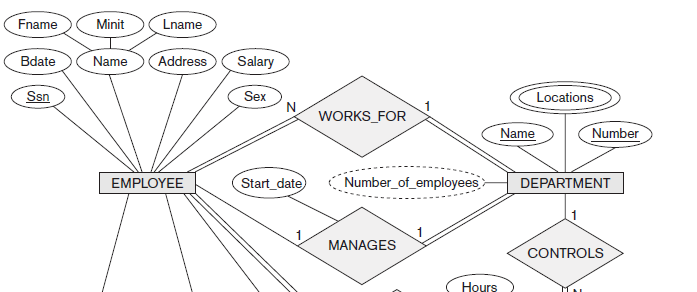 Fname Minit Lname
Bdate Name Address Salary
Ssn Sex
N WORKS_FOR 1
Locations
Name Number
EMPLOYEE Start_date Number_of_employees DEPARTMENT
1 MANAGES 1
1
CONTROLS
Hours
N